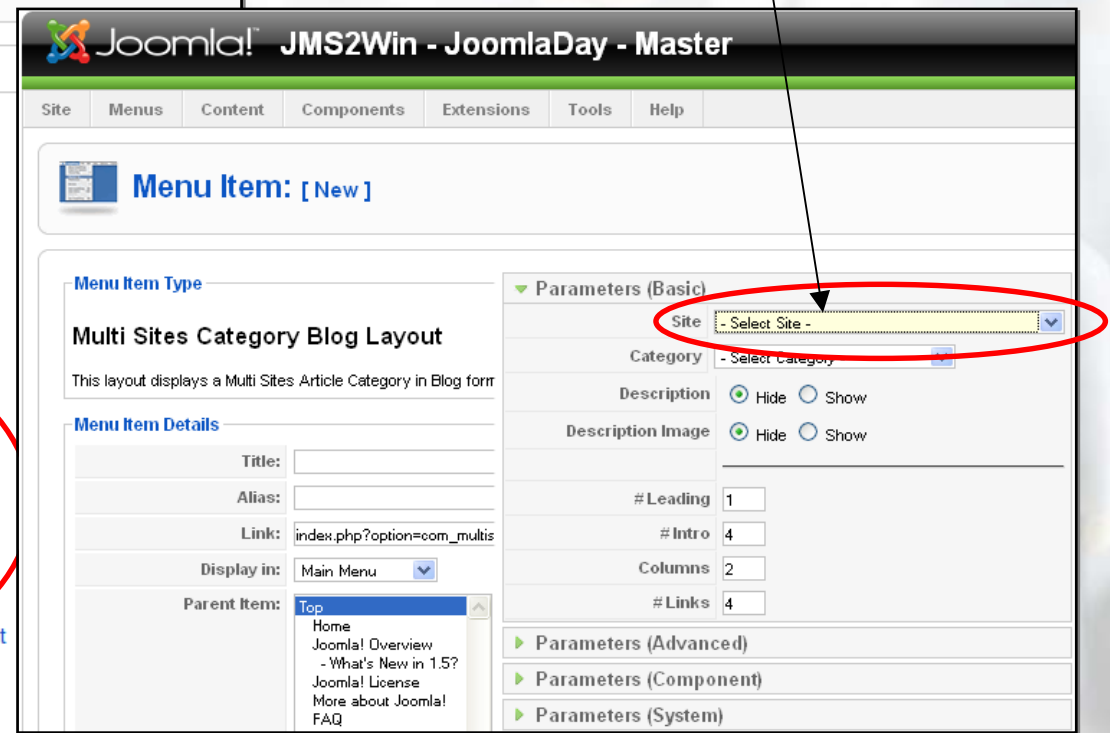 Joomla!™ JMS2Win - JoomlaDay - Master
Site Menus Content Components Extensions Tools Help
Menu Item: [ New ]
Menu Item Type
Multi Sites Category Blog Layout
This layout displays a Multi Sites Article Category in Blog form
Menu Item Details
Title:
Alias:
Link: index.php?option=com_multis
Display in: Main Menu
Parent Item: Top
Home
Joomla! Overview
- What's New in 1.5?
Joomla! License
More about Joomla!
FAQ
Parameters (Basic)
Site - Select Site -
Category - Select Category -
Description Hide Show
Description Image Hide Show
# Leading 1
# Intro 4
Columns 2
# Links 4
Parameters (Advanced)
Parameters (Component)
Parameters (System)
t